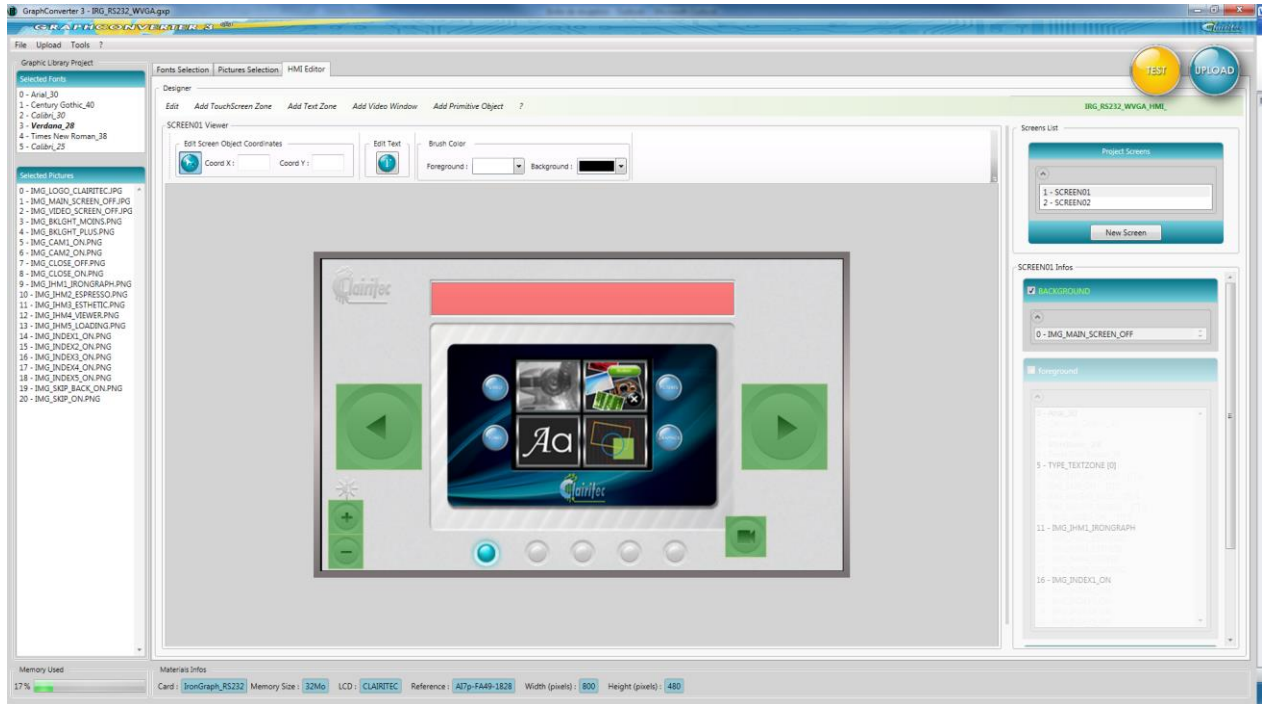 GraphConverter 3 - IRG_RS232_WVGA.gxp
GRAPHCONVERTER 3
Clairitec
File Upload Tools ?
TEST
UPLOAD
Graphic Library Project
Selected Fonts
0 - Arial_30
1 - Century Gothic_40
2 - Calibri_30
3 - Verdana_28
4 - Times New Roman_38
5 - Calibri_25
Selected Pictures
0 - IMG_LOGO_CLAIRITEC.JPG
1 - IMG_MAIN_SCREEN_OFF.JPG
2 - IMG_VIDEO_SCREEN_OFF.JPG
3 - IMG_BKLGHT_MOINS.PNG
4 - IMG_BKLGHT_PLUS.PNG
5 - IMG_CAM1_ON.PNG
6 - IMG_CAM2_ON.PNG
7 - IMG_CLOSE_OFF.PNG
8 - IMG_CLOSE_ON.PNG
9 - IMG_IHM1_IRONGRAPH.PNG
10 - IMG_IHM2_ESPRESSO.PNG
11 - IMG_IHM3_ESTHETIC.PNG
12 - IMG_IHM4_VIEWER.PNG
13 - IMG_IHM5_LOADING.PNG
14 - IMG_INDEX1_ON.PNG
15 - IMG_INDEX2_ON.PNG
16 - IMG_INDEX3_ON.PNG
17 - IMG_INDEX4_ON.PNG
18 - IMG_INDEX5_ON.PNG
19 - IMG_SKIP_BACK_ON.PNG
20 - IMG_SKIP_ON.PNG
Memory Used
17 %
Fonts Selection Pictures Selection HMI Editor
Designer
Edit Add TouchScreen Zone Add Text Zone Add Video Window Add Primitive Object ?
IRG_RS232_WVGA_HMI_
SCREEN01 Viewer
Edit Screen Object Coordinates
Coord X : Coord Y :
Edit Text
Brush Color
Foreground : Background :
Clairitec
Aa
Clairitec
Screens List
Project Screens
1 - SCREEN01
2 - SCREEN02
New Screen
SCREEN01 Infos
BACKGROUND
0 - IMG_MAIN_SCREEN_OFF
foreground
5 - TYPE_TEXTZONE [0]
11 - IMG_IHM1_IRONGRAPH
16 - IMG_INDEX1_ON
Materials Infos
Card : IronGraph_RS232 Memory Size : 32Mo LCD : CLAIRITEC Reference : AI7p-FA49-1828 Width (pixels) : 800 Height (pixels) : 480